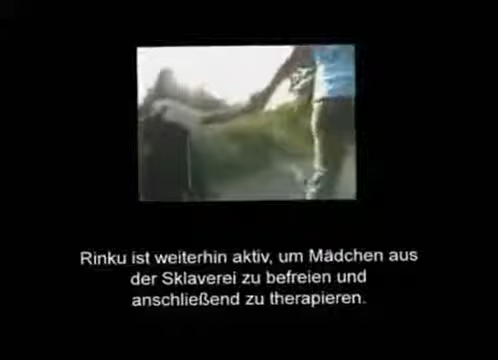 Rinku ist weiterhin aktiv, um Mädchen aus
der Sklaverei zu befreien und
anschließend zu therapieren.